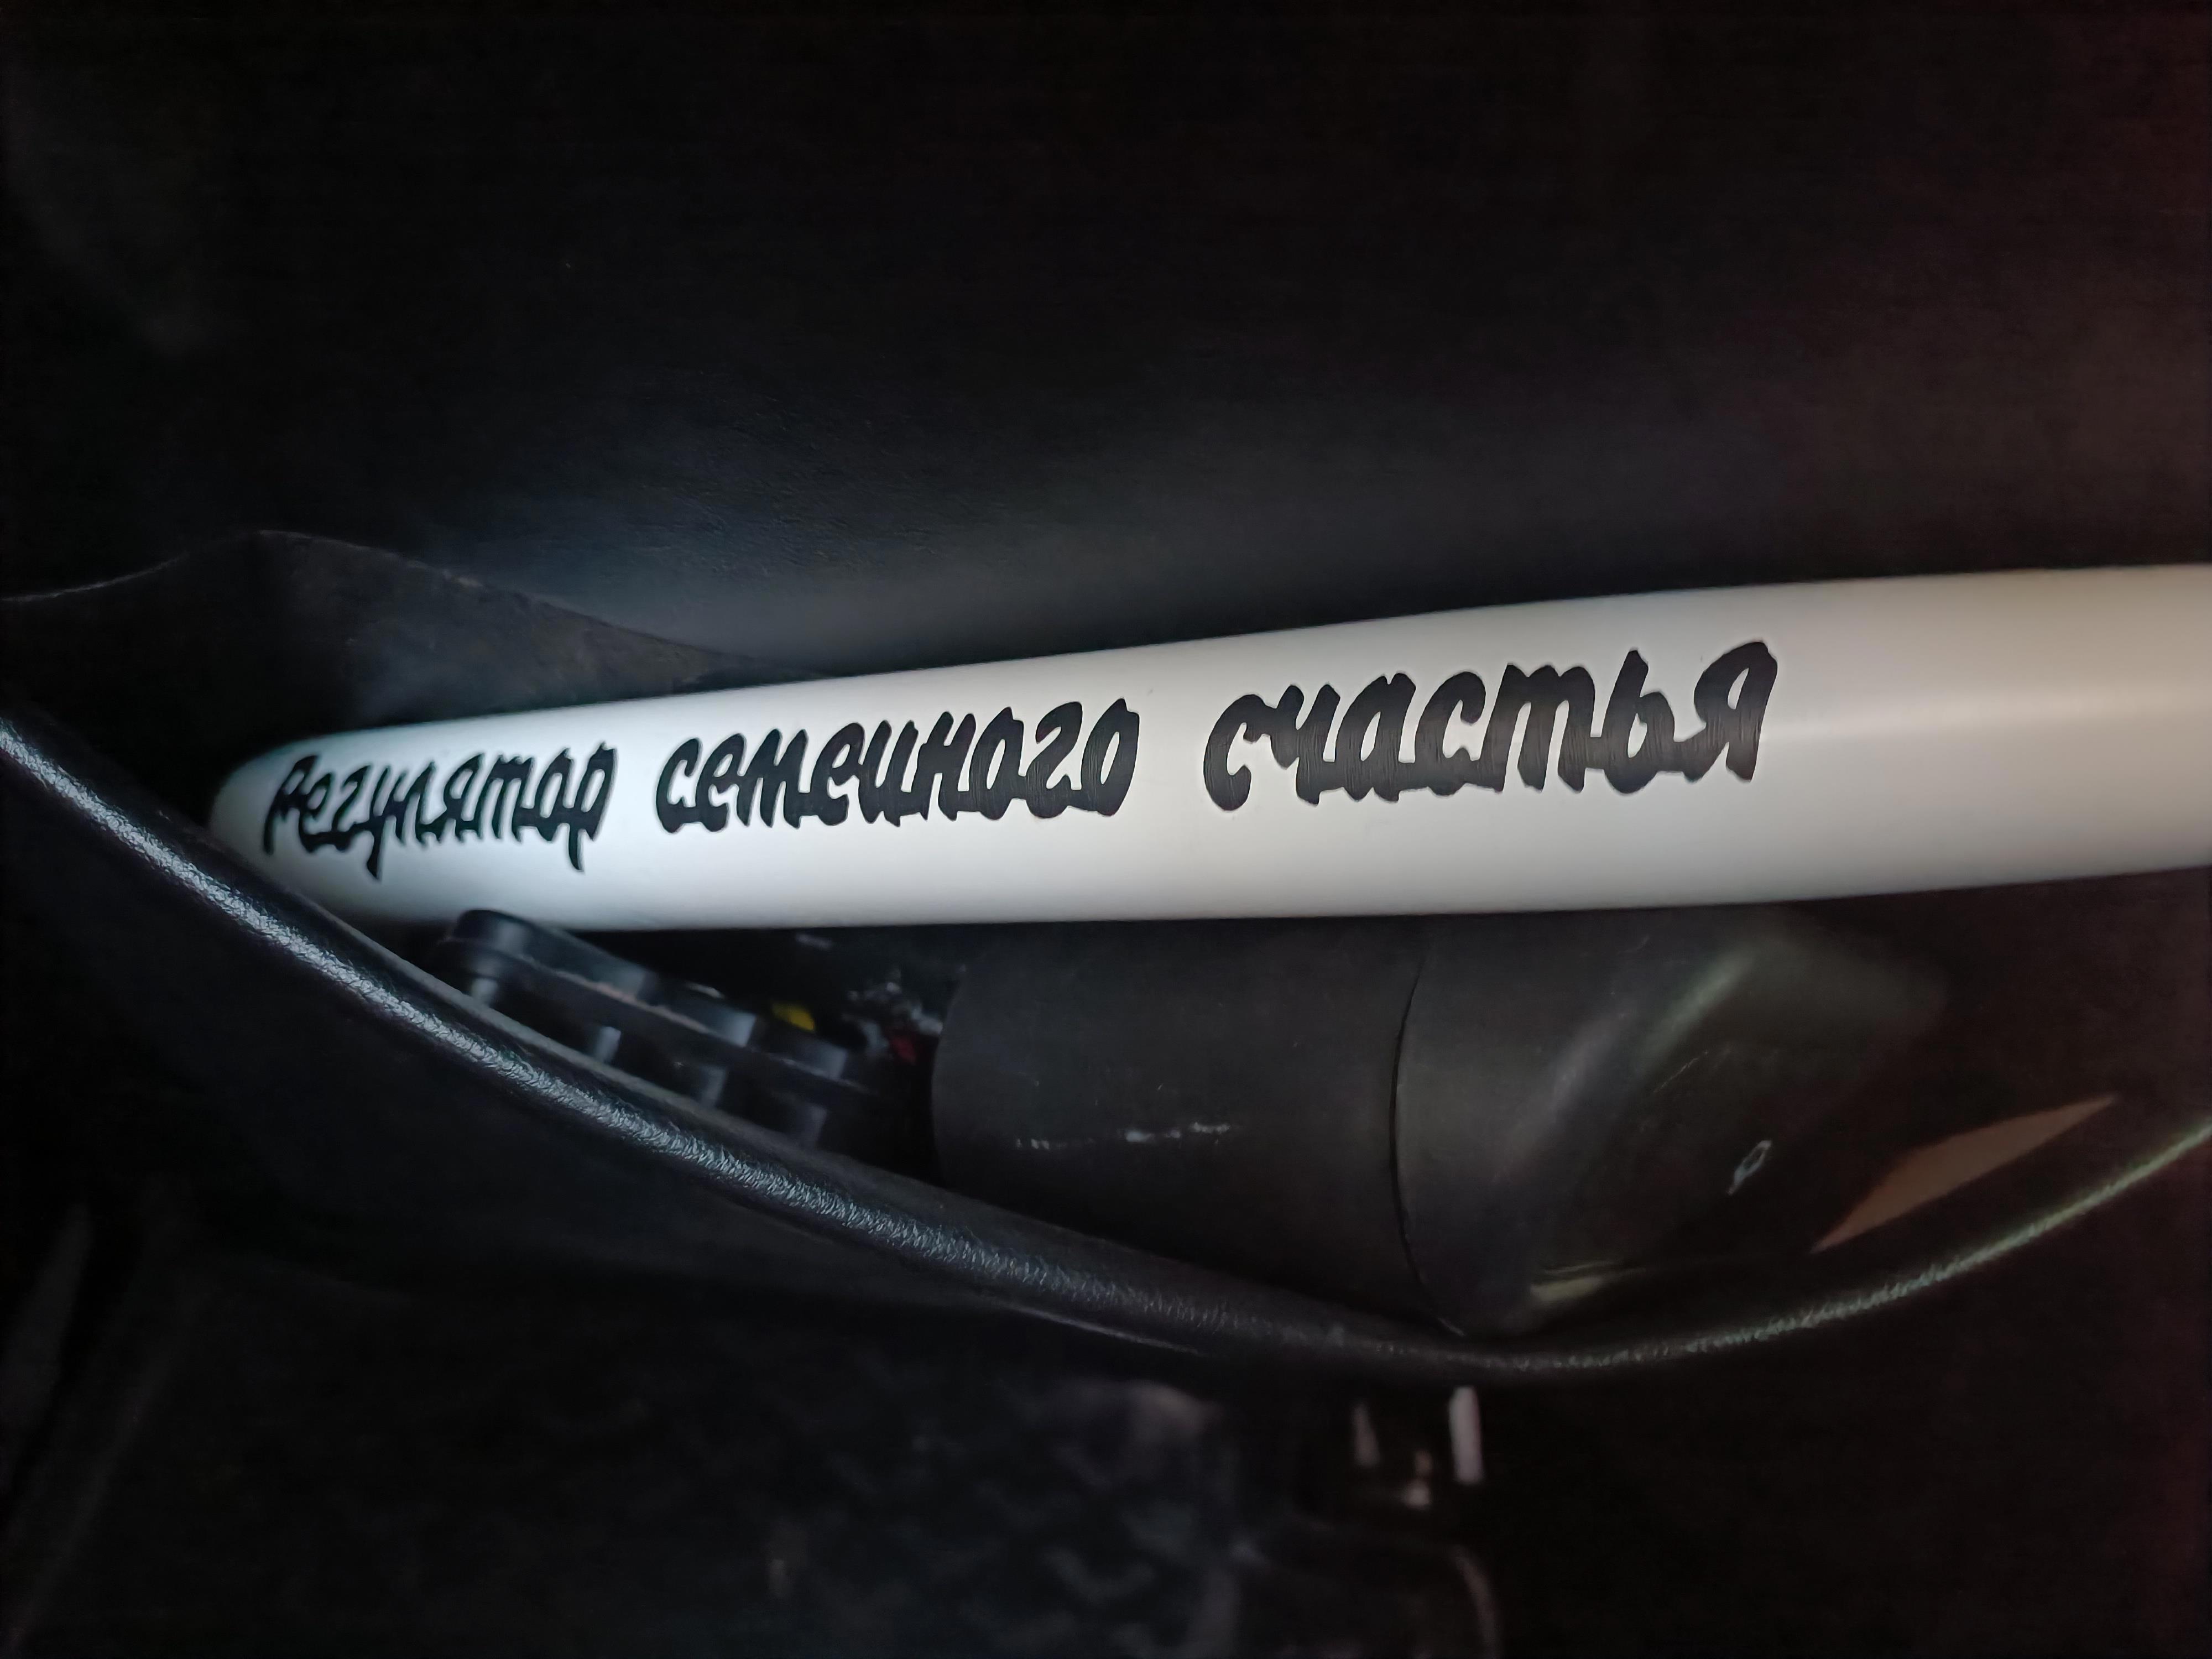 Регулятор семейного счастья